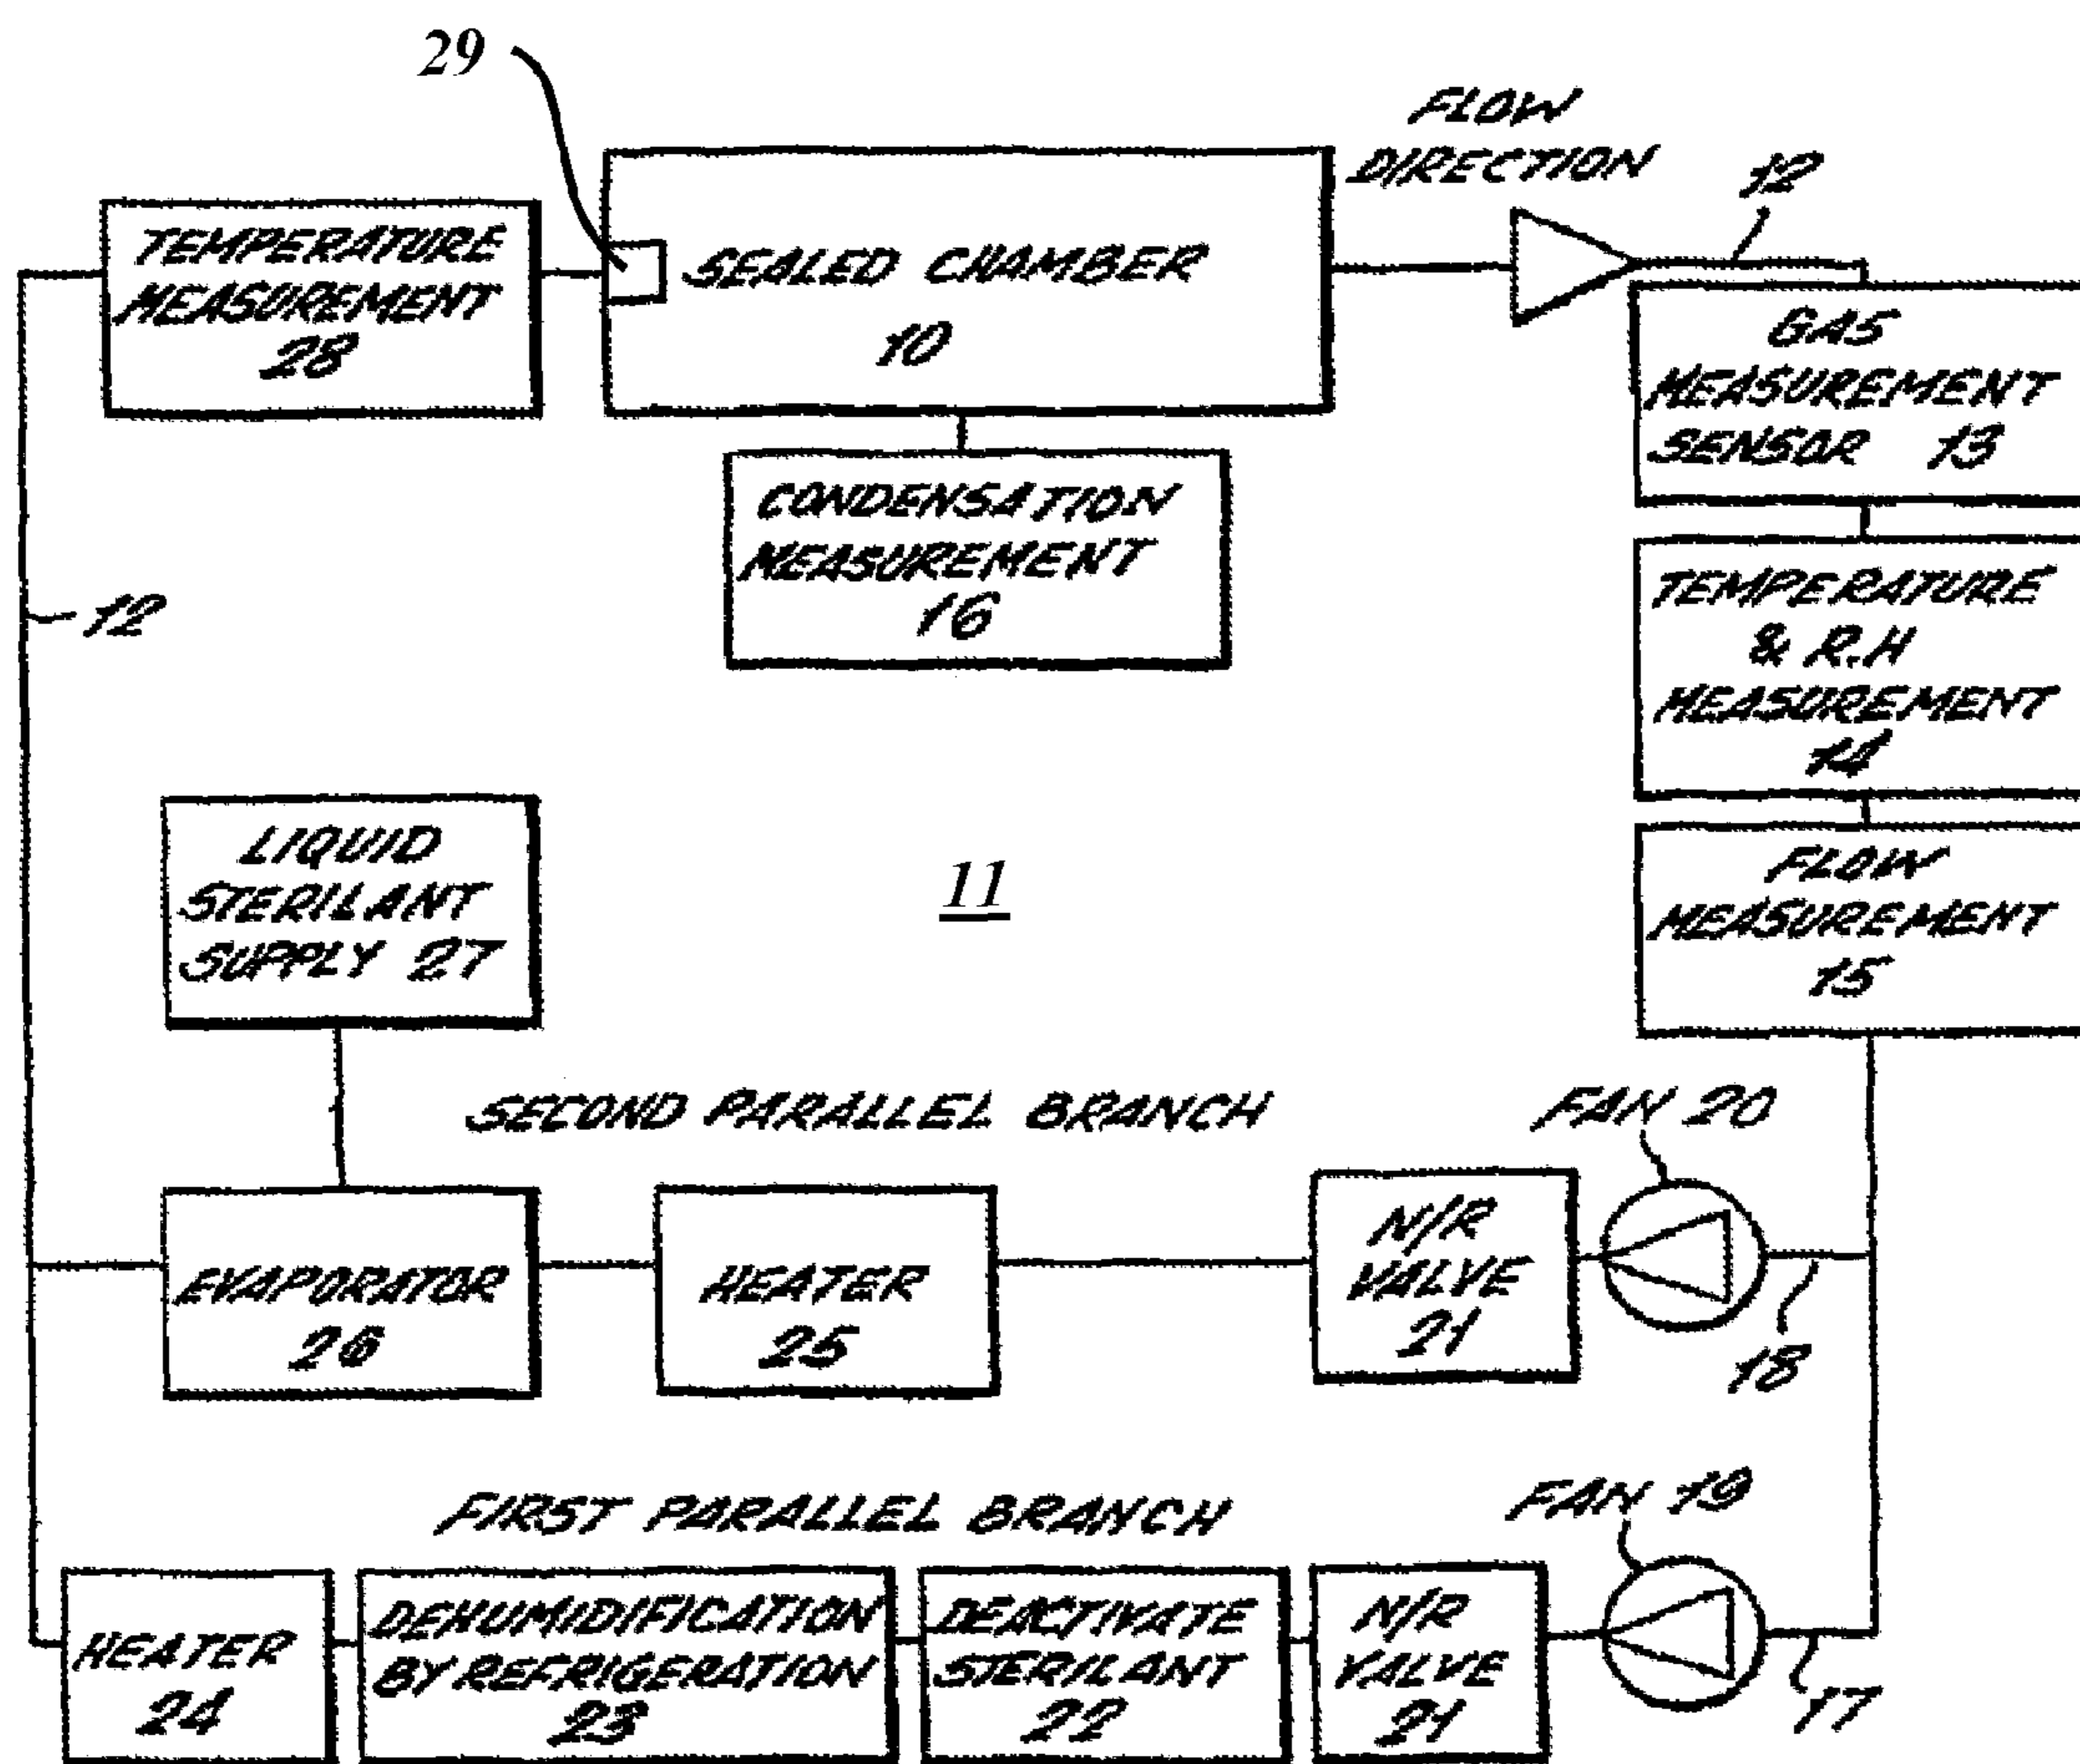 29
FLOW
DIRECTION
12
TEMPERATURE
MEASUREMENT
28
SEALED CHAMBER
10
GAS
MEASUREMENT
SENSOR 13
CONDENSATION
MEASUREMENT
16
TEMPERATURE
& R.H
MEASUREMENT
14
12
LIQUID
STERILANT
SUPPLY 27
11
FLOW
MEASUREMENT
15
SECOND PARALLEL BRANCH
FAN 20
EVAPORATOR
26
HEATER
25
N/R
VALVE
21
18
FIRST PARALLEL BRANCH
FAN 19
HEATER
24
DEHUMIDIFICATION
BY REFRIGERATION
23
DEACTIVATE
STERILANT
22
N/R
VALVE
21
17